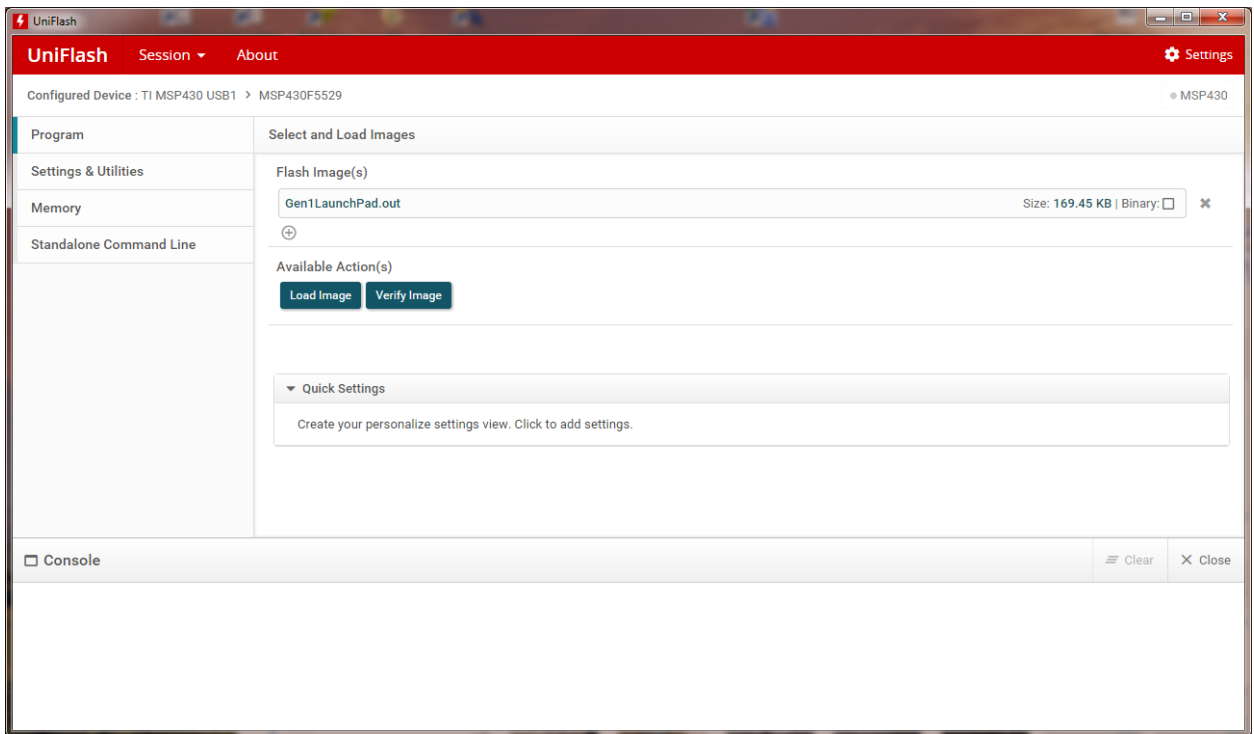 UniFlash
UniFlash Session About Settings
Configured Device : TI MSP430 USB1 > MSP430F5529 MSP430
Program
Select and Load Images
Settings & Utilities
Flash Image(s)
Memory
Gen1LaunchPad.out Size: 169.45 KB | Binary:
Standalone Command Line
Available Action(s)
Load Image Verify Image
Quick Settings
Create your personalize settings view. Click to add settings.
Console Clear Close